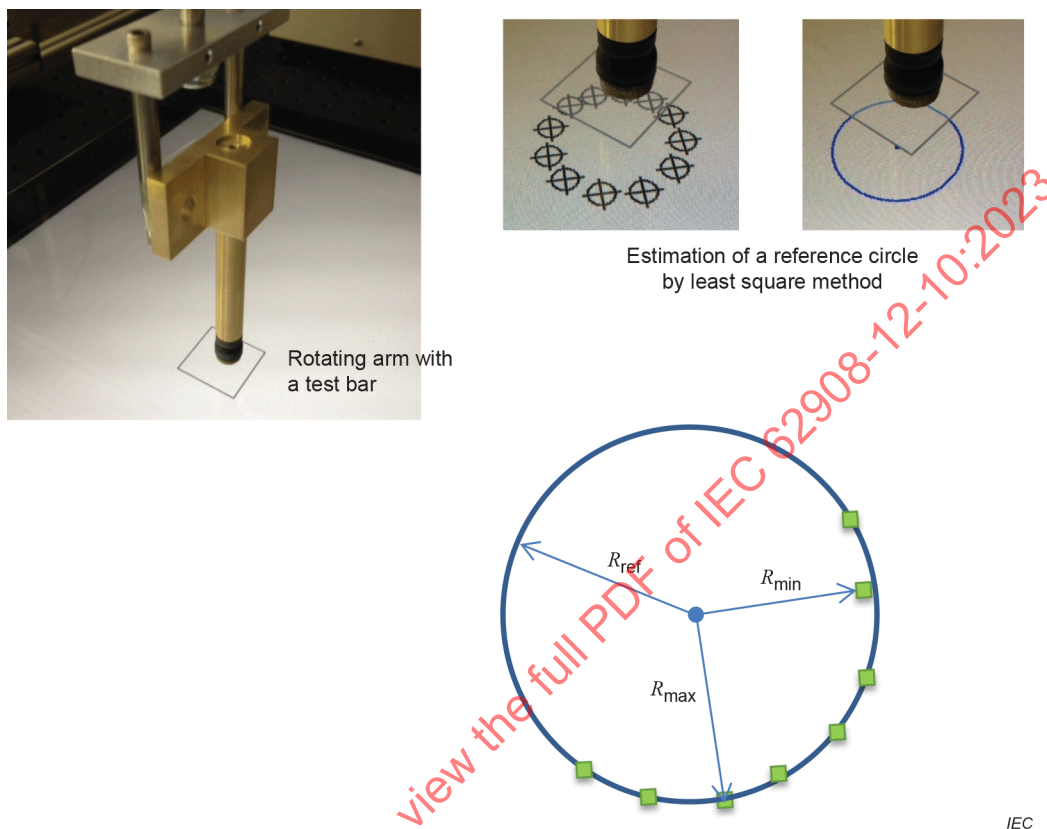 Rotating arm with
a test bar
Estimation of a reference circle
by least square method
Rref
Rmin
Rmax
view the full PDF of IEC 62908-12-10:2023
IEC